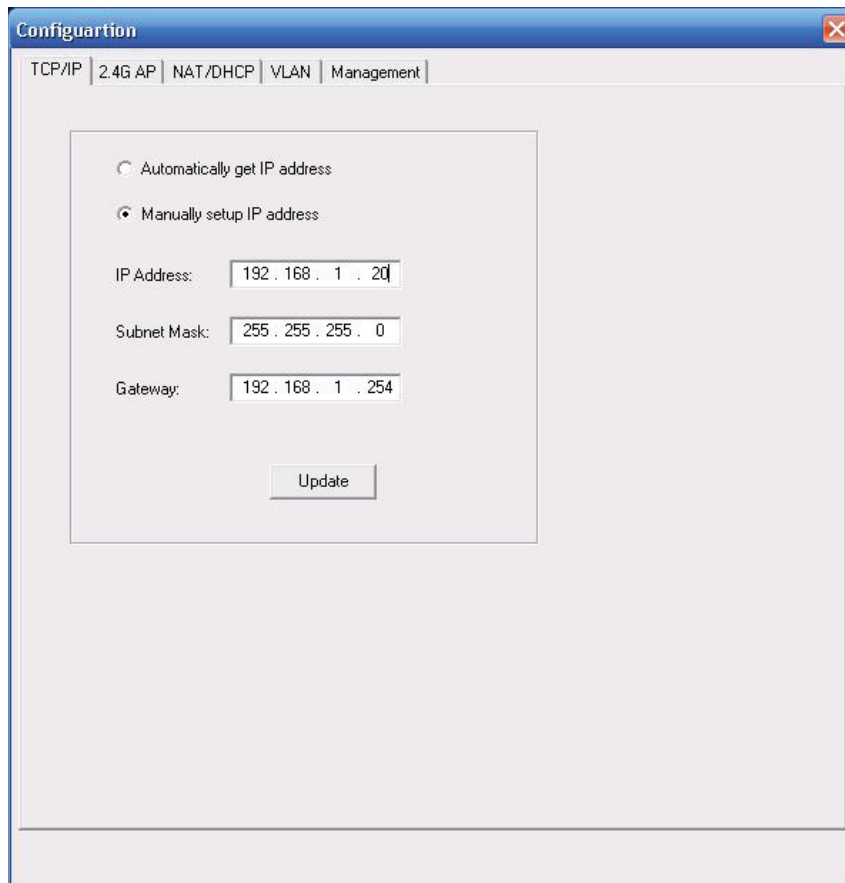 Configuartion
TCP/IP 2.4G AP NAT/DHCP VLAN Management
Automatically get IP address
Manually setup IP address
IP Address: 192 . 168 . 1 . 20
Subnet Mask: 255 . 255 . 255 . 0
Gateway: 192 . 168 . 1 . 254
Update